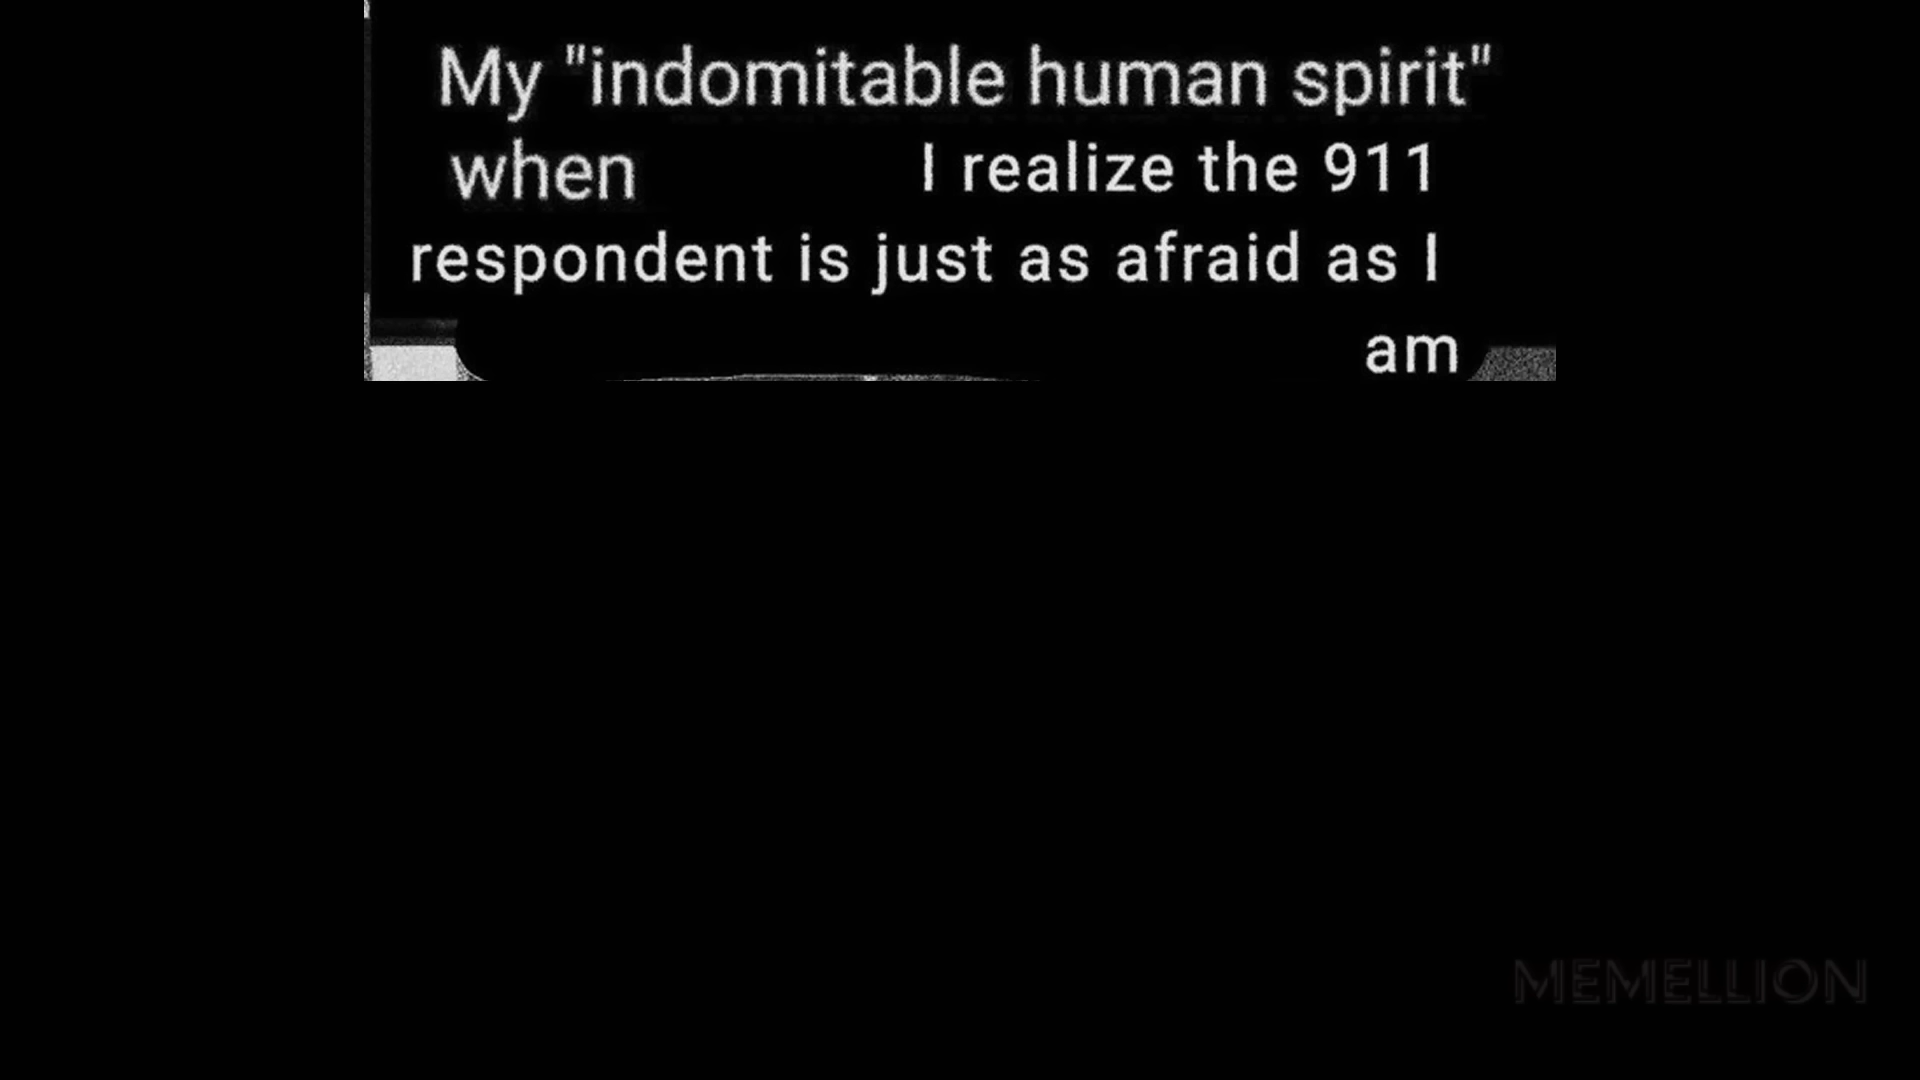 My "indomitable human spirit"
when I realize the 911
respondent is just as afraid as I
am
MEMELLION